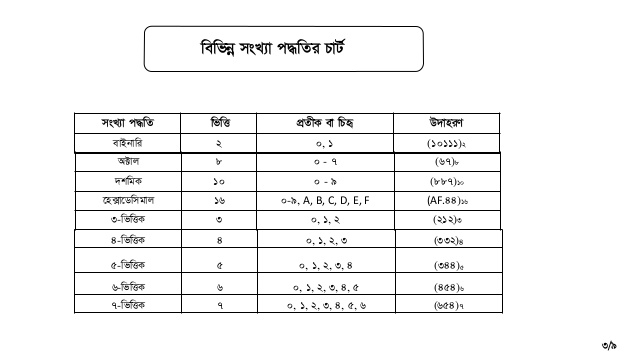 বিভিন্ন সংখ্যা পদ্ধতির চার্ট
সংখ্যা পদ্ধতি ভিত্তি প্রতীক বা চিহ্ন উদাহরণ
বাইনারি ২ ০, ১ (১০১১১)₂
অক্টাল ৮ ০ - ৭ (৬৭)৮
দশমিক ১০ ০ - ৯ (৮৮৭)১০
হেক্সাডেসিমাল ১৬ ০-৯, A, B, C, D, E, F (AF.৪৪)১৬
৩-ভিত্তিক ৩ ০, ১, ২ (২১২)৩
৪-ভিত্তিক ৪ ০, ১, ২, ৩ (৩৩২)৪
৫-ভিত্তিক ৫ ০, ১, ২, ৩, ৪ (৩৪৪)৫
৬-ভিত্তিক ৬ ০, ১, ২, ৩, ৪, ৫ (৪৫৪)৬
৭-ভিত্তিক ৭ ০, ১, ২, ৩, ৪, ৫, ৬ (৬৫৪)৭
৩/৯